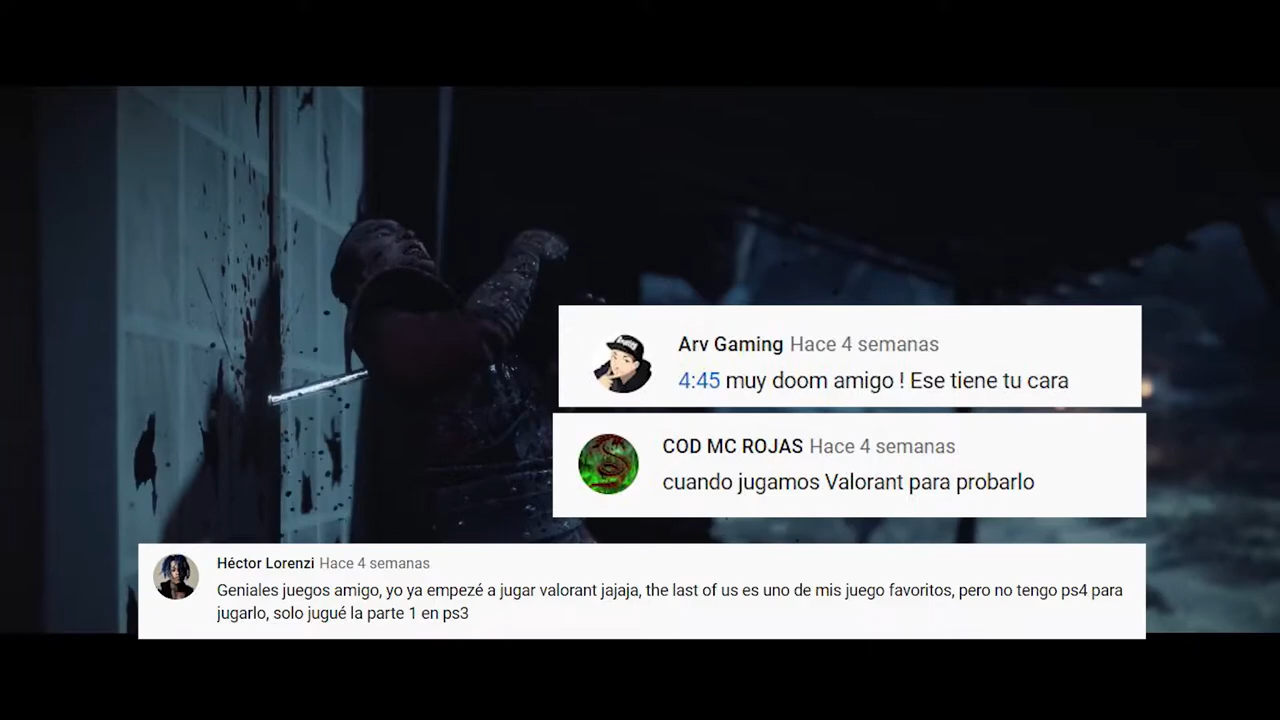 Arv Gaming Hace 4 semanas
4:45 muy doom amigo ! Ese tiene tu cara
COD MC ROJAS Hace 4 semanas
cuando jugamos Valorant para probarlo
Héctor Lorenzi Hace 4 semanas
Geniales juegos amigo, yo ya empezé a jugar valorant jajaja, the last of us es uno de mis juego favoritos, pero no tengo ps4 para
jugarlo, solo jugué la parte 1 en ps3